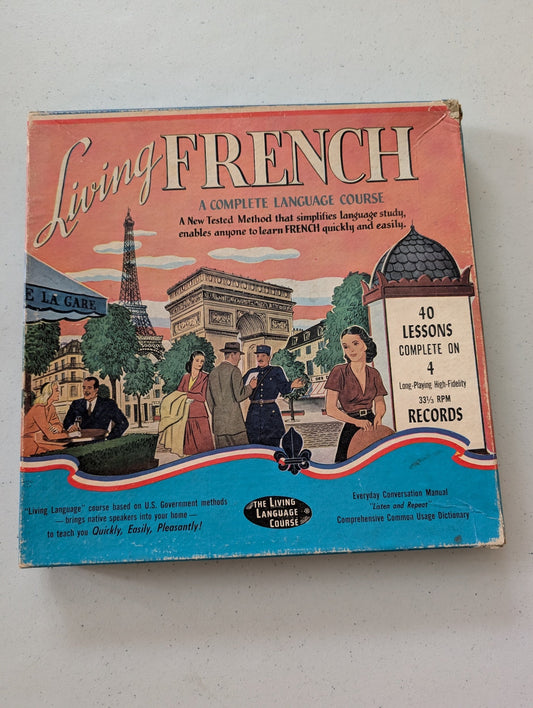 Living FRENCH
A COMPLETE LANGUAGE COURSE
A New Tested Method that simplifies language study,
enables anyone to learn FRENCH quickly and easily.
E LA GARE
40
LESSONS
COMPLETE ON
4
Long-Playing High-Fidelity
33⅓ RPM
RECORDS
"Living Language" course based on U.S. Government methods
— brings native speakers into your home —
to teach you Quickly, Easily, Pleasantly!
THE LIVING
LANGUAGE
COURSE
Everyday Conversation Manual
"Listen and Repeat"
Comprehensive Common Usage Dictionary